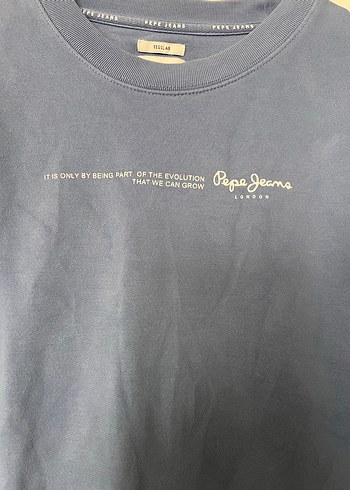 PEPE JEANS PEPE JEANS PEPE JEANS
REGULAR
IT IS ONLY BY BEING PART OF THE EVOLUTION
THAT WE CAN GROW
Pepe Jeans
LONDON